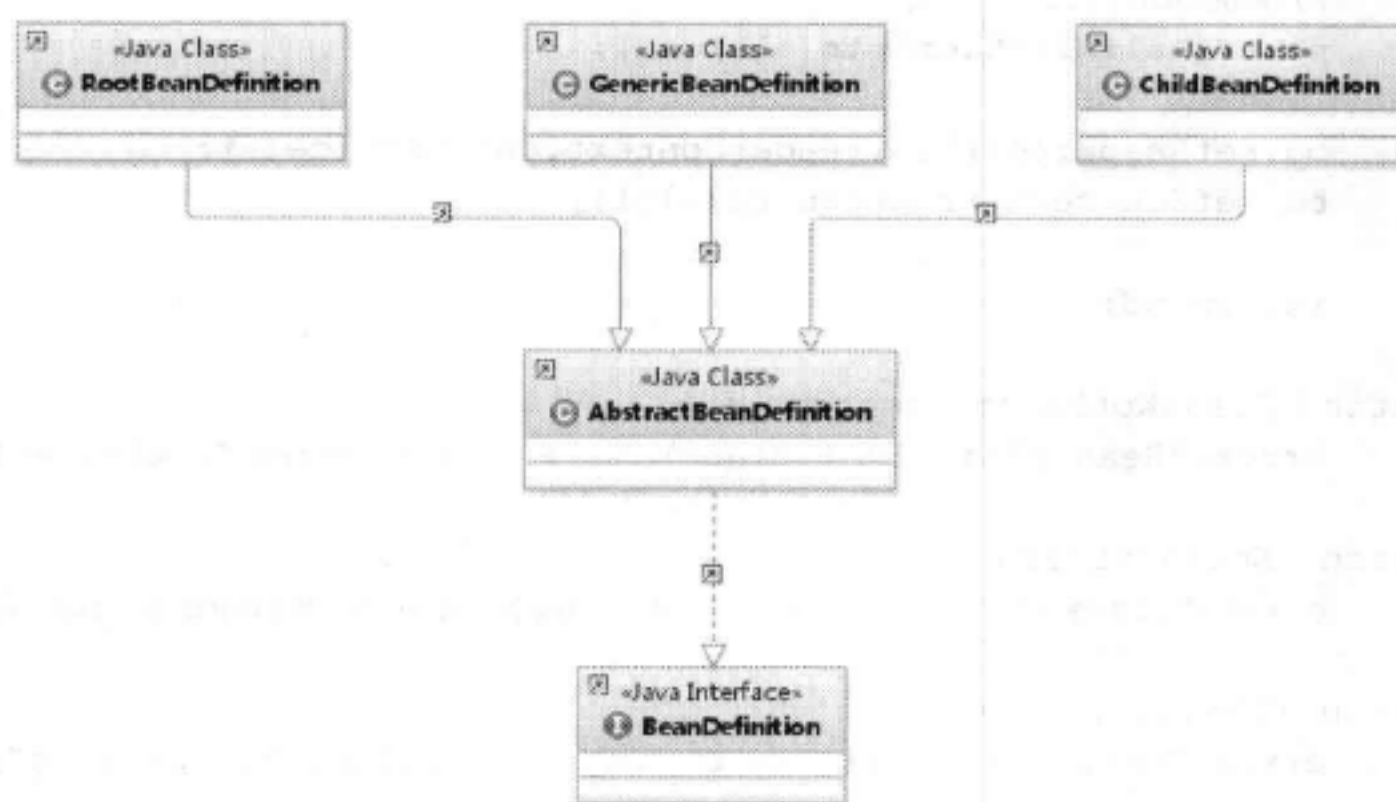 «Java Class»
RootBeanDefinition
«Java Class»
GenericBeanDefinition
«Java Class»
ChildBeanDefinition
«Java Class»
AbstractBeanDefinition
«Java Interface»
BeanDefinition